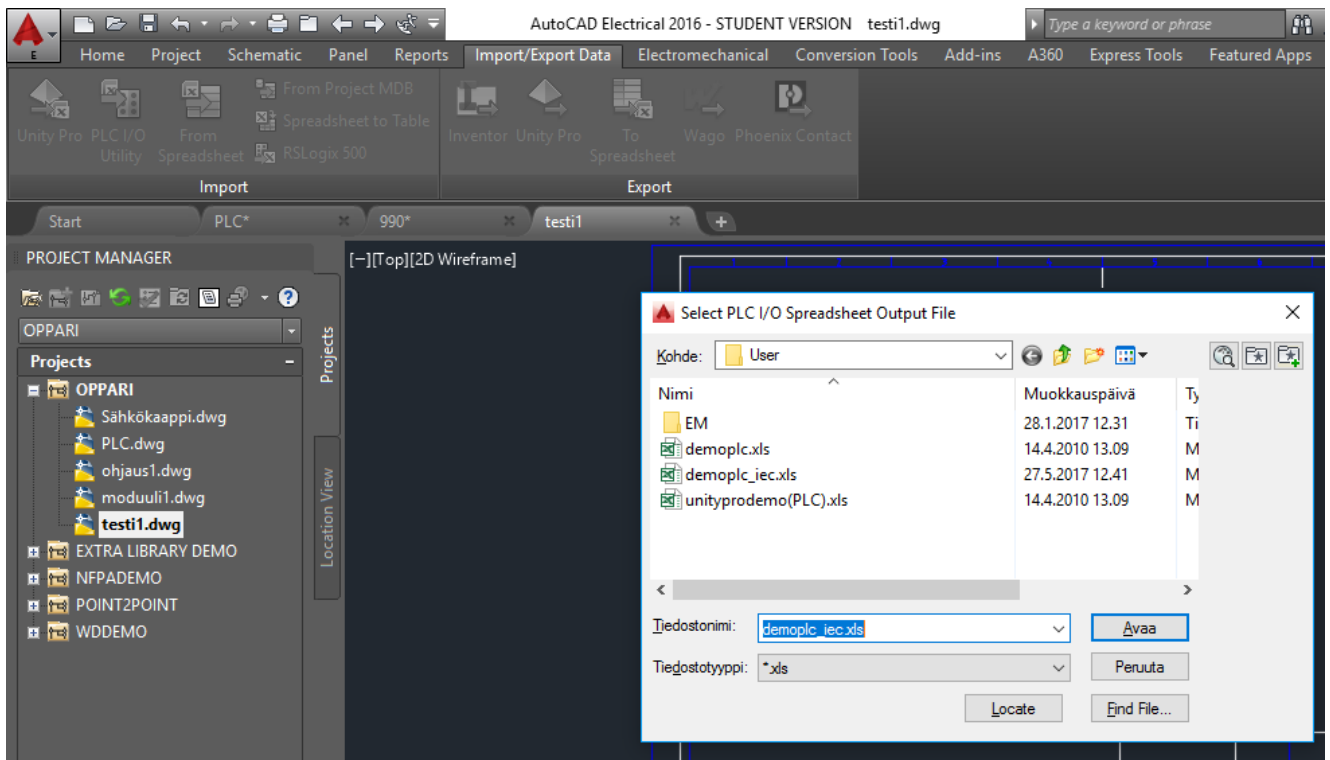 AutoCAD Electrical 2016 - STUDENT VERSION testi1.dwg
Type a keyword or phrase
E
Home Project Schematic Panel Reports Import/Export Data Electromechanical Conversion Tools Add-ins A360 Express Tools Featured Apps
Unity Pro
PLC I/O
Utility
From
Spreadsheet
From Project MDB
Spreadsheet to Table
RSLogix 500
Inventor
Unity Pro
To
Spreadsheet
Wago
Phoenix Contact
Import
Export
Start PLC* 990* testi1
PROJECT MANAGER
OPPARI
Projects
OPPARI
Sähkökaappi.dwg
PLC.dwg
ohjaus1.dwg
moduuli1.dwg
testi1.dwg
EXTRA LIBRARY DEMO
NFPADEMO
POINT2POINT
WDDEMO
Projects
Location View
[−][Top][2D Wireframe]
Select PLC I/O Spreadsheet Output File
Kohde: User
Nimi Muokkauspäivä Ty
EM 28.1.2017 12.31 Ti
demoplc.xls 14.4.2010 13.09 M
demoplc_iec.xls 27.5.2017 12.41 M
unityprodemo(PLC).xls 14.4.2010 13.09 M
Tiedostonimi: demoplc_iec.xls Avaa
Tiedostotyyppi: *.xls Peruuta
Locate Find File...